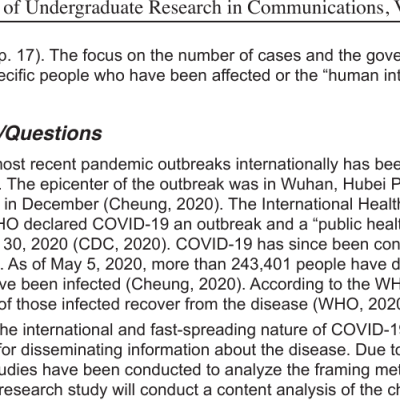 of Undergraduate Research in Communications,
p. 17). The focus on the number of cases and the gove
ecific people who have been affected or the “human int
/Questions
most recent pandemic outbreaks internationally has bee
. The epicenter of the outbreak was in Wuhan, Hubei P
in December (Cheung, 2020). The International Healt
HO declared COVID-19 an outbreak and a “public healt
30, 2020 (CDC, 2020). COVID-19 has since been con
. As of May 5, 2020, more than 243,401 people have d
ve been infected (Cheung, 2020). According to the WH
of those infected recover from the disease (WHO, 2020
he international and fast-spreading nature of COVID-19
for disseminating information about the disease. Due to
udies have been conducted to analyze the framing met
research study will conduct a content analysis of the c